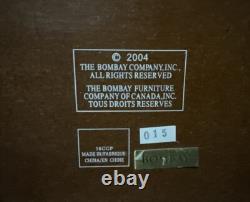 © 2004
THE BOMBAY COMPANY,INC.,
ALL RIGHTS RESERVED
THE BOMBAY FURNITURE
COMPANY OF CANADA,INC.
TOUS DROITS RESERVES
015
MADE IN/FABRIQUE
CHINA/EN CHINE
BOMBAY
ebay